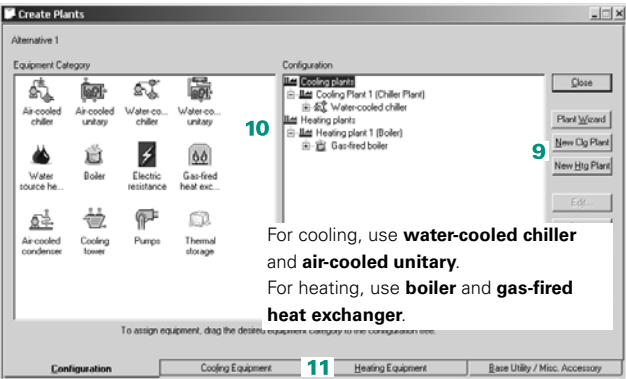 Create Plants
Alternative 1
Equipment Category
Configuration
Air-cooled chiller
Air-cooled unitary
Water-co... chiller
Water-co... unitary
Water source he...
Boiler
Electric resistance
Gas-fired heat exc...
Air-cooled condenser
Cooling tower
Pumps
Thermal storage
10
Cooling plants
Cooling Plant 1 (Chiller Plant)
Water-cooled chiller
Heating plants
Heating plant 1 (Boiler)
Gas-fired boiler
Close
Plant Wizard
9
New Clg Plant
New Htg Plant
Edit...
For cooling, use water-cooled chiller
and air-cooled unitary.
For heating, use boiler and gas-fired
heat exchanger.
To assign equipment, drag the desired equipment category to the configuration tree.
Configuration
Cooling Equipment
11
Heating Equipment
Base Utility / Misc. Accessory